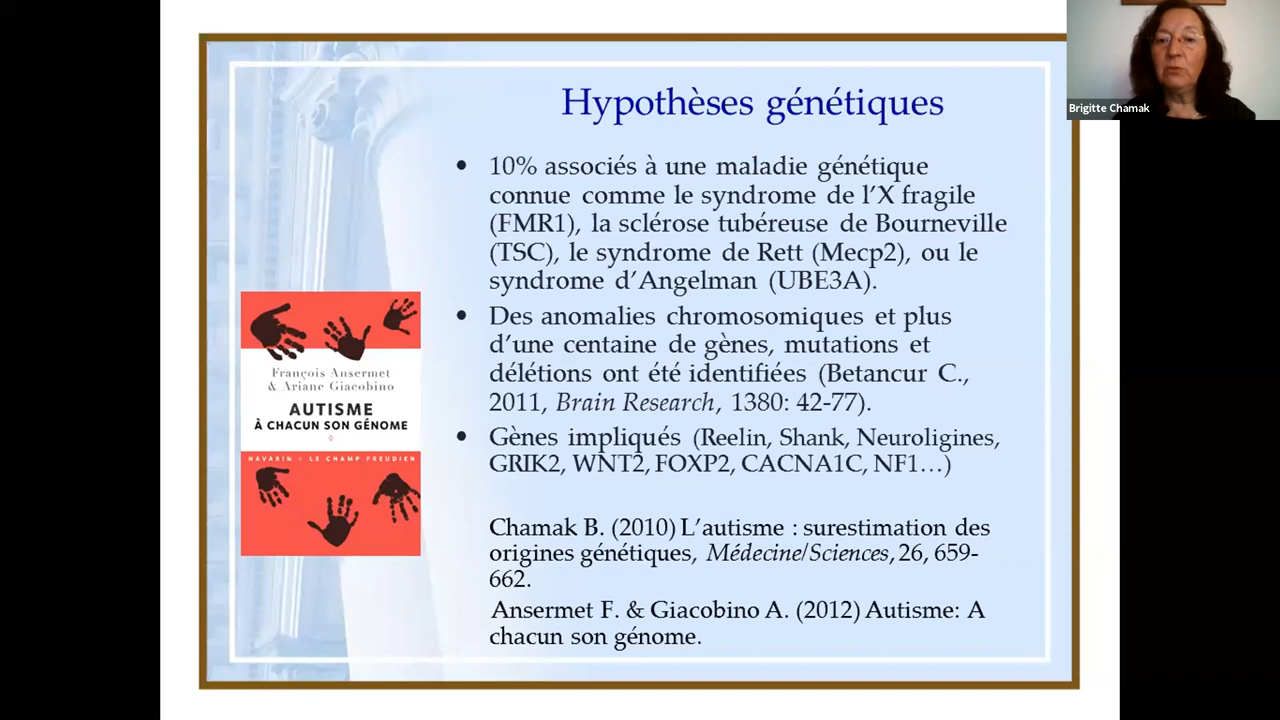 Hypothèses génétiques
• 10% associés à une maladie génétique
connue comme le syndrome de l'X fragile
(FMR1), la sclérose tubéreuse de Bourneville
(TSC), le syndrome de Rett (Mecp2), ou le
syndrome d'Angelman (UBE3A).
• Des anomalies chromosomiques et plus
d'une centaine de gènes, mutations et
délétions ont été identifiées (Betancur C.,
2011, Brain Research, 1380: 42-77).
• Gènes impliqués (Reelin, Shank, Neuroligines,
GRIK2, WNT2, FOXP2, CACNA1C, NF1…)
Chamak B. (2010) L'autisme : surestimation des
origines génétiques, Médecine/Sciences, 26, 659-
662.
Ansermet F. & Giacobino A. (2012) Autisme: A
chacun son génome.
François Ansermet
& Ariane Giacobino
AUTISME
À CHACUN SON GÉNOME
NAVARIN ◊ LE CHAMP FREUDIEN
Brigitte Chamak